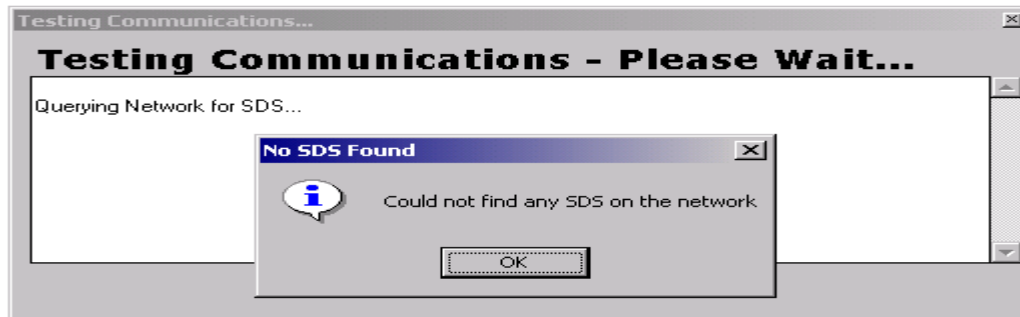 Testing Communications...
Testing Communications - Please Wait...
Querying Network for SDS...
No SDS Found
Could not find any SDS on the network
OK